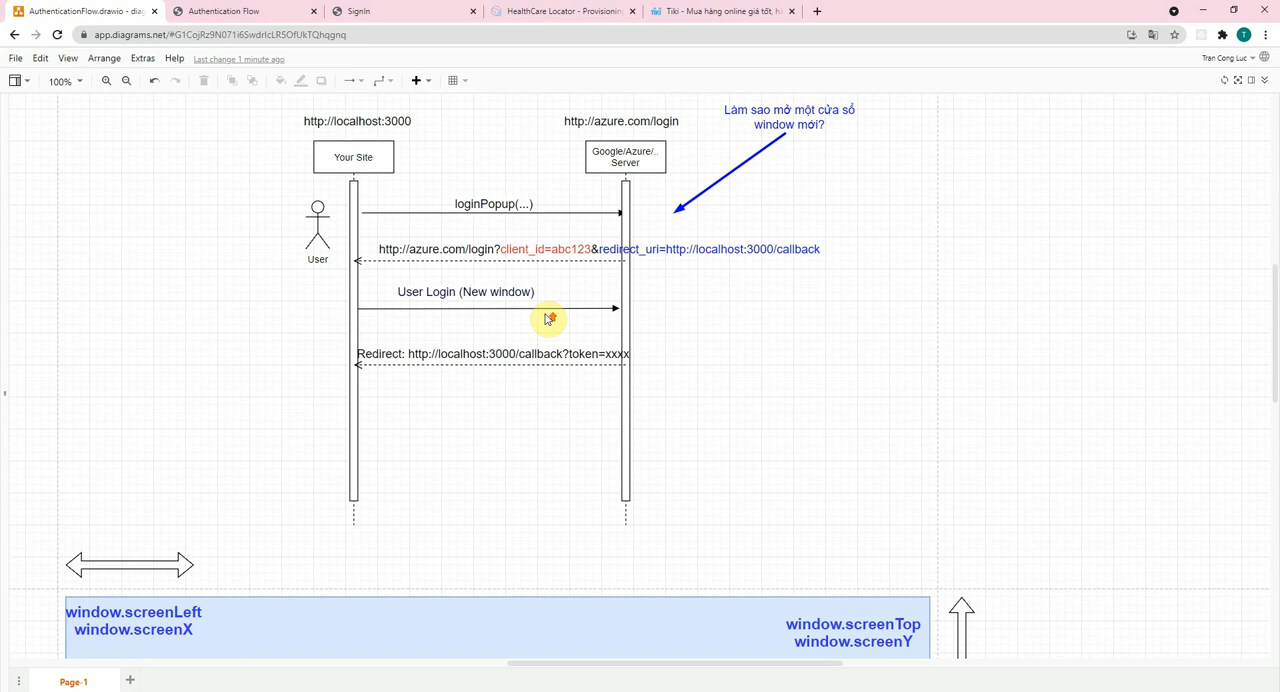 AuthenticationFlow.drawio - diag
Authentication Flow
SignIn
HealthCare Locator - Provisioning
Tiki - Mua hàng online giá tốt, hà
app.diagrams.net/#G1CojRz9N071i6SwdrlcLR5OfUkTQhqgnq
T
File Edit View Arrange Extras Help Last change 1 minute ago
Tran Cong Luc
100%
http://localhost:3000
http://azure.com/login
Làm sao mở một cửa sổ
window mới?
Your Site
Google/Azure/..
Server
loginPopup(...)
http://azure.com/login?client_id=abc123&redirect_uri=http://localhost:3000/callback
User
User Login (New window)
Redirect: http://localhost:3000/callback?token=xxxx
window.screenLeft
window.screenX
window.screenTop
window.screenY
Page-1